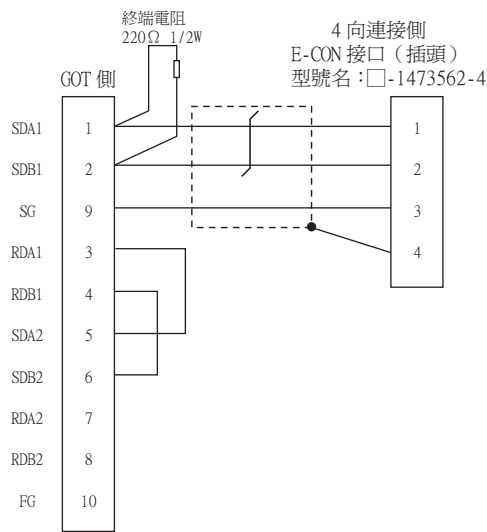 終端電阻
220Ω 1/2W
4 向連接側
E-CON 接口（插頭）
型號名：□-1473562-4
GOT 側
SDA1 1 1
SDB1 2 2
SG 9 3
RDA1 3 4
RDB1 4
SDA2 5
SDB2 6
RDA2 7
RDB2 8
FG 10